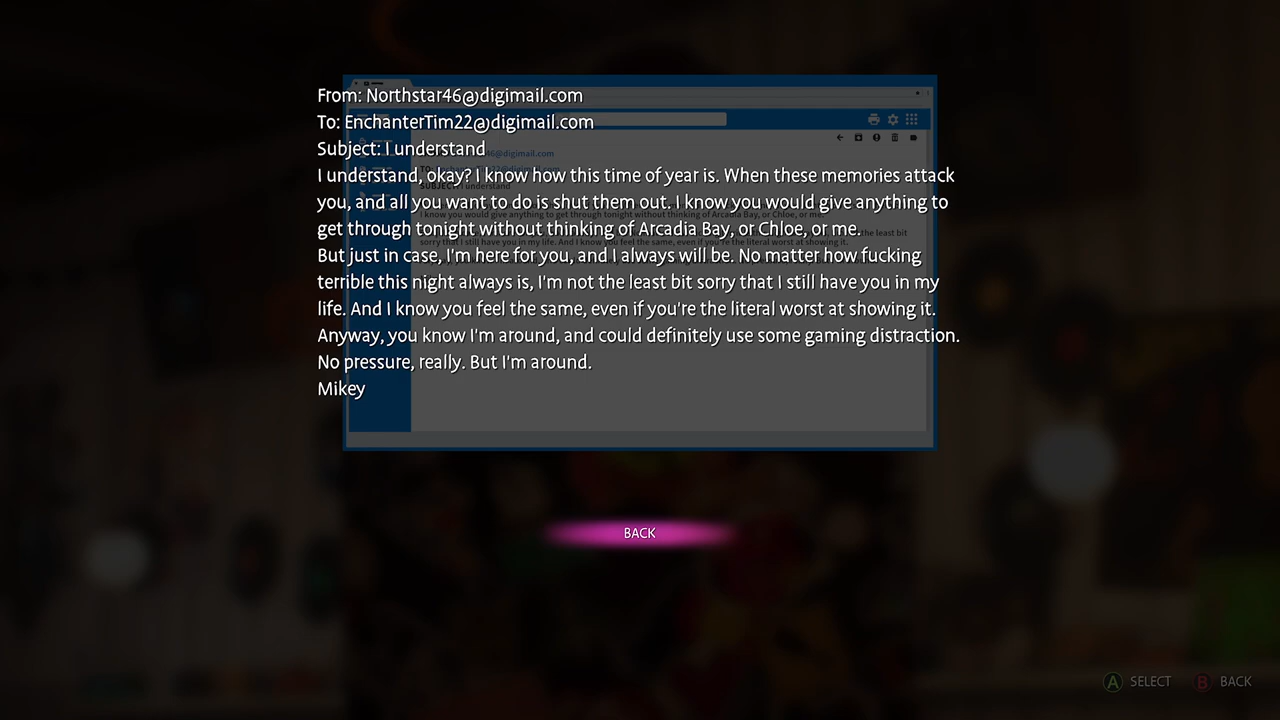 From: Northstar46@digimail.com
To: EnchanterTim22@digimail.com
Subject: I understand
I understand, okay? I know how this time of year is. When these memories attack
you, and all you want to do is shut them out. I know you would give anything to
get through tonight without thinking of Arcadia Bay, or Chloe, or me.
But just in case, I'm here for you, and I always will be. No matter how fucking
terrible this night always is, I'm not the least bit sorry that I still have you in my
life. And I know you feel the same, even if you're the literal worst at showing it.
Anyway, you know I'm around, and could definitely use some gaming distraction.
No pressure, really. But I'm around.
Mikey
BACK
A SELECT B BACK